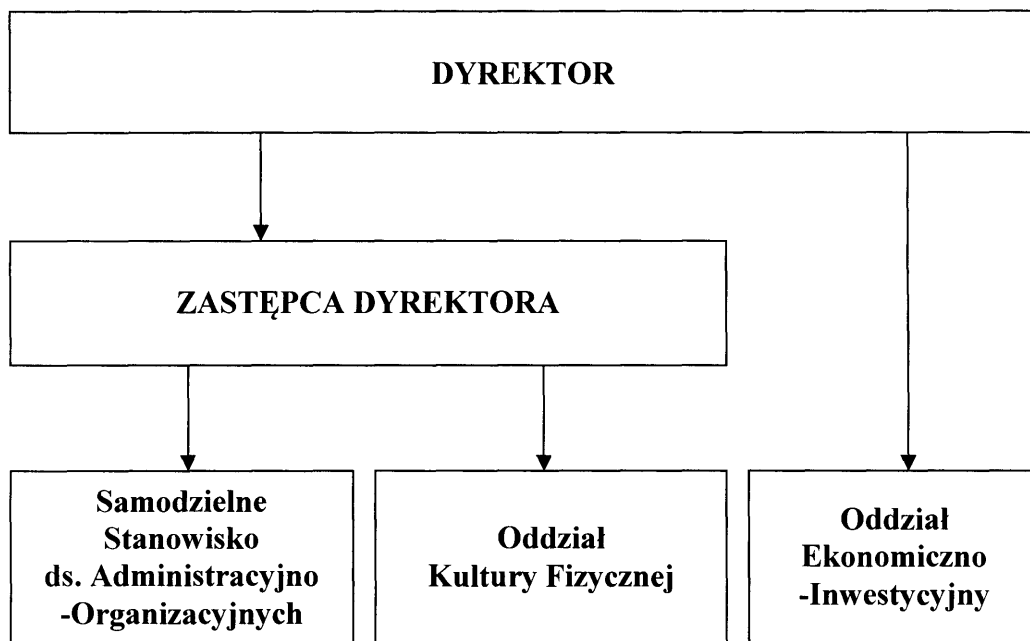 DYREKTOR
ZASTĘPCA DYREKTORA
Samodzielne
Stanowisko
ds. Administracyjno
-Organizacyjnych
Oddział
Kultury Fizycznej
Oddział
Ekonomiczno
-Inwestycyjny